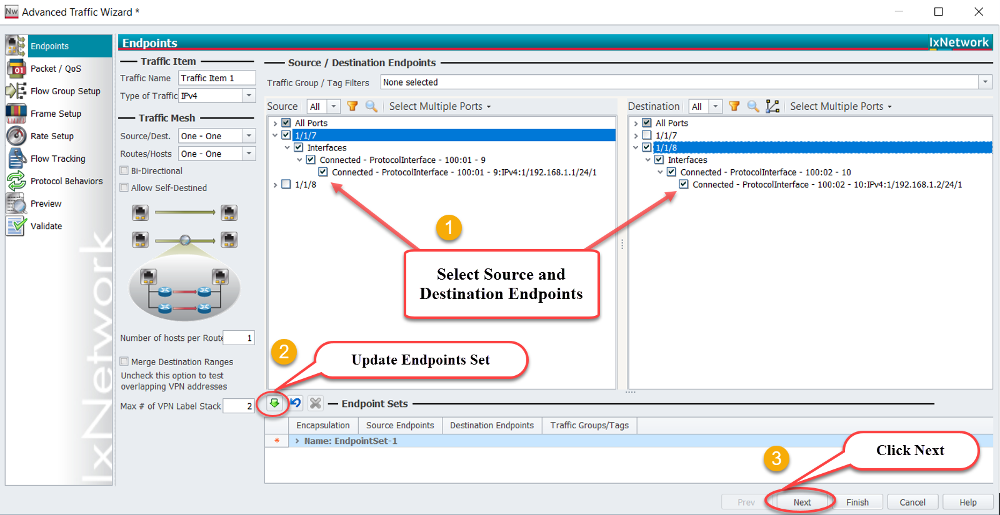 Nw Advanced Traffic Wizard *
Endpoints
Packet / QoS
01
Flow Group Setup
Frame Setup
Rate Setup
Flow Tracking
Protocol Behaviors
Preview
Validate
IxNetwork
Endpoints
IxNetwork
Traffic Item
Traffic Name Traffic Item 1
Type of Traffic IPv4
Traffic Mesh
Source/Dest. One - One
Routes/Hosts One - One
Bi-Directional
Allow Self-Destined
Number of hosts per Route 1
Merge Destination Ranges
Uncheck this option to test
overlapping VPN addresses
Max # of VPN Label Stack 2
Source / Destination Endpoints
Traffic Group / Tag Filters None selected
Source All Select Multiple Ports
All Ports
1/1/7
Interfaces
Connected - ProtocolInterface - 100:01 - 9
Connected - ProtocolInterface - 100:01 - 9:IPv4:1/192.168.1.1/24/1
1/1/8
Destination All Select Multiple Ports
All Ports
1/1/7
1/1/8
Interfaces
Connected - ProtocolInterface - 100:02 - 10
Connected - ProtocolInterface - 100:02 - 10:IPv4:1/192.168.1.2/24/1
1
Select Source and
Destination Endpoints
2
Update Endpoints Set
Endpoint Sets
Encapsulation Source Endpoints Destination Endpoints Traffic Groups/Tags
* Name: EndpointSet-1
3
Click Next
Prev Next Finish Cancel Help